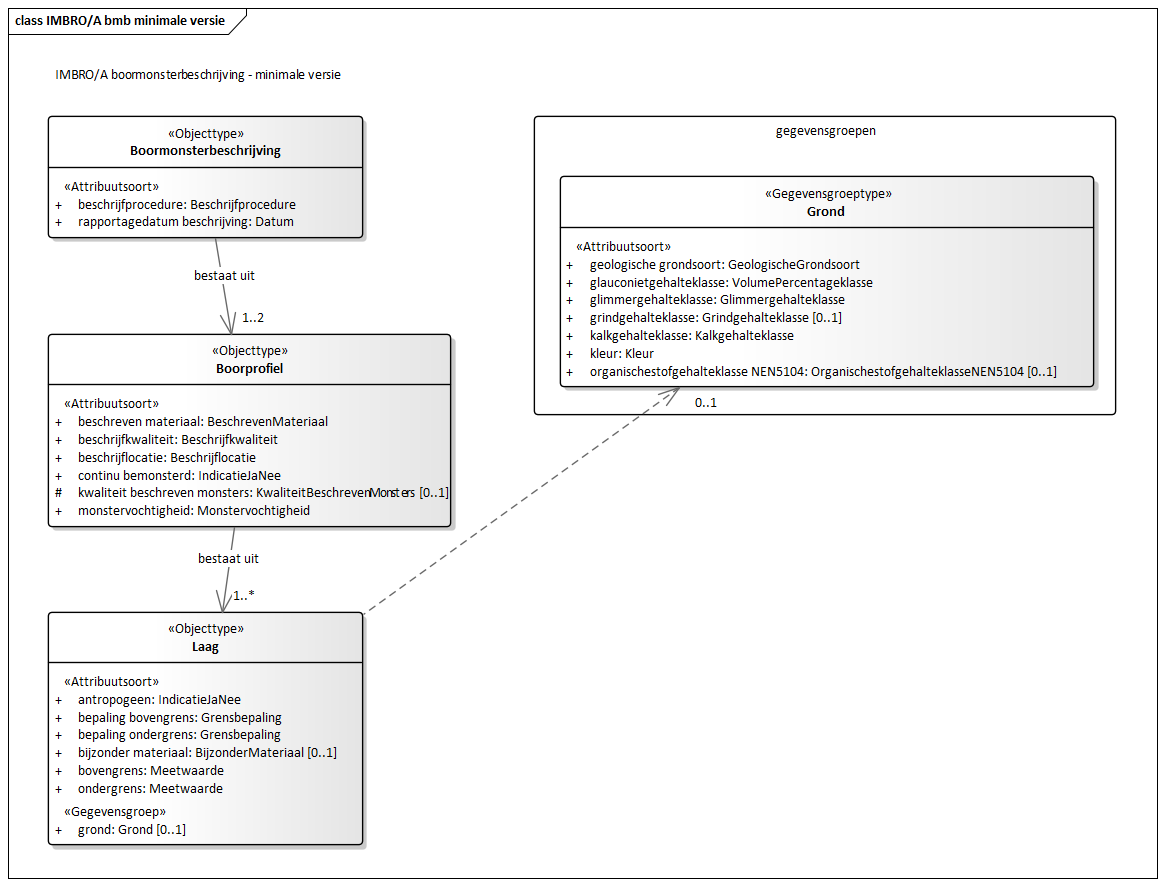 class IMBRO/A bmb minimale versie
IMBRO/A boormonsterbeschrijving - minimale versie
«Objecttype»
Boormonsterbeschrijving
«Attribuutsoort»
+ beschrijfprocedure: Beschrijfprocedure
+ rapportagedatum beschrijving: Datum
bestaat uit
1..2
«Objecttype»
Boorprofiel
«Attribuutsoort»
+ beschreven materiaal: BeschrevenMateriaal
+ beschrijfkwaliteit: Beschrijfkwaliteit
+ beschrijflocatie: Beschrijflocatie
+ continu bemonsterd: IndicatieJaNee
# kwaliteit beschreven monsters: KwaliteitBeschrevenMonsters [0..1]
+ monstervochtigheid: Monstervochtigheid
bestaat uit
1..*
«Objecttype»
Laag
«Attribuutsoort»
+ antropogeen: IndicatieJaNee
+ bepaling bovengrens: Grensbepaling
+ bepaling ondergrens: Grensbepaling
+ bijzonder materiaal: BijzonderMateriaal [0..1]
+ bovengrens: Meetwaarde
+ ondergrens: Meetwaarde
«Gegevensgroep»
+ grond: Grond [0..1]
gegevensgroepen
«Gegevensgroeptype»
Grond
«Attribuutsoort»
+ geologische grondsoort: GeologischeGrondsoort
+ glauconietgehalteklasse: VolumePercentageklasse
+ glimmergehalteklasse: Glimmergehalteklasse
+ grindgehalteklasse: Grindgehalteklasse [0..1]
+ kalkgehalteklasse: Kalkgehalteklasse
+ kleur: Kleur
+ organischestofgehalteklasse NEN5104: OrganischestofgehalteklasseNEN5104 [0..1]
0..1